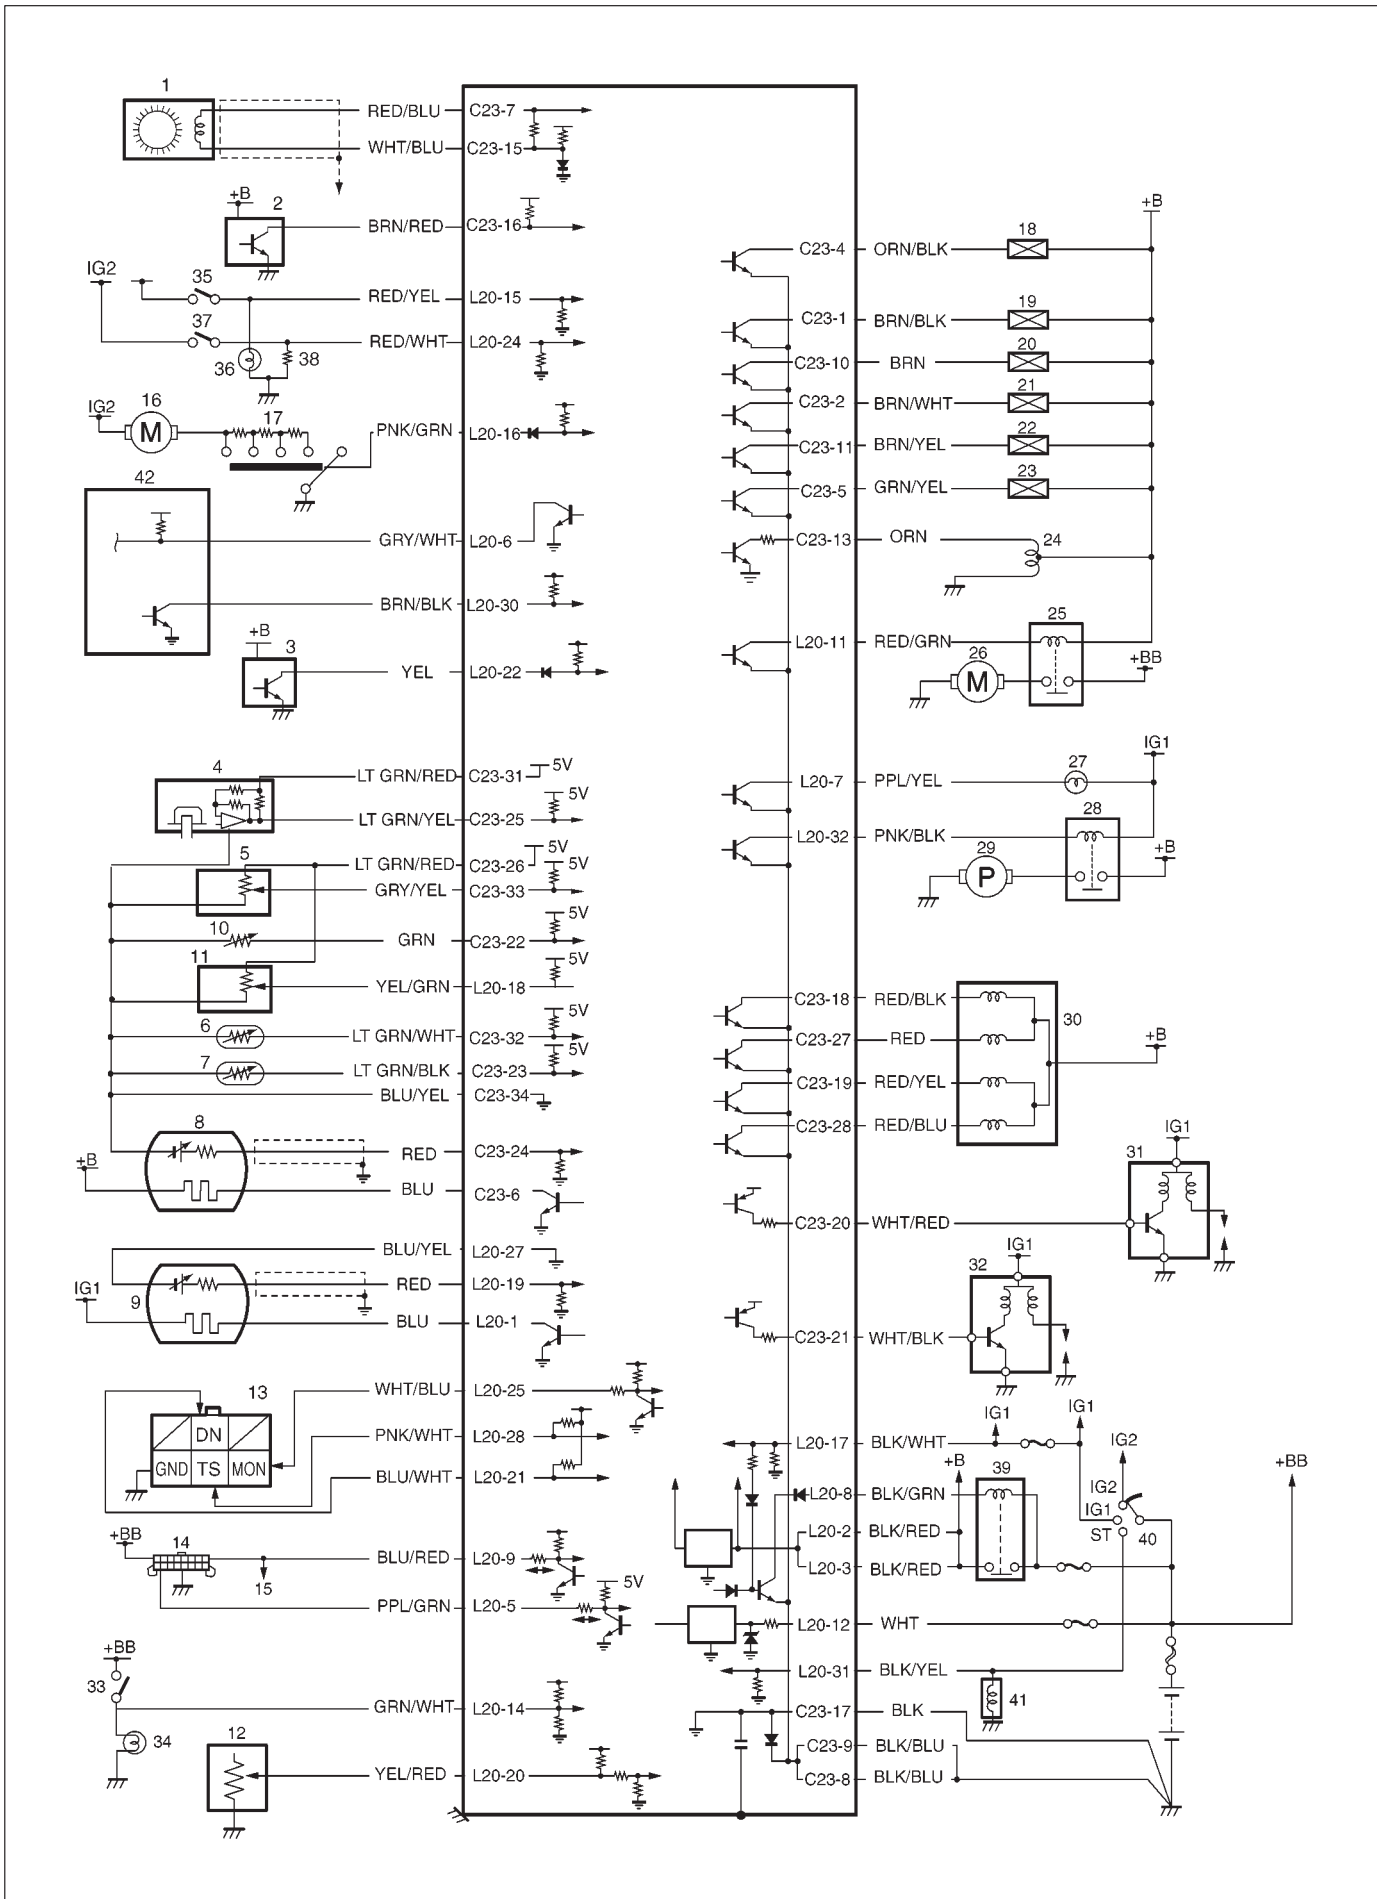 1
RED/BLU C23-7
WHT/BLU C23-15
+B 2
BRN/RED C23-16
IG2 35
RED/YEL L20-15
37
RED/WHT L20-24
36 38
IG2 16 17
M
PNK/GRN L20-16
42
GRY/WHT L20-6
BRN/BLK L20-30
+B 3
YEL L20-22
4
LT GRN/RED C23-31 5V
LT GRN/YEL C23-25 5V
5
LT GRN/RED C23-26 5V
GRY/YEL C23-33 5V
10
GRN C23-22 5V
11
YEL/GRN L20-18 5V
6
LT GRN/WHT C23-32 5V
7
LT GRN/BLK C23-23 5V
BLU/YEL C23-34
8
RED C23-24
+B
BLU C23-6
BLU/YEL L20-27
RED L20-19
IG1 9
BLU L20-1
13
WHT/BLU L20-25
DN
PNK/WHT L20-28
GND TS MON
BLU/WHT L20-21
+BB 14
BLU/RED L20-9
15
PPL/GRN L20-5 5V
+BB
33
GRN/WHT L20-14
34
12
YEL/RED L20-20
+B
C23-4 ORN/BLK 18
C23-1 BRN/BLK 19
C23-10 BRN 20
C23-2 BRN/WHT 21
C23-11 BRN/YEL 22
C23-5 GRN/YEL 23
C23-13 ORN 24
25
L20-11 RED/GRN
26 +BB
M
IG1
27
L20-7 PPL/YEL
28
L20-32 PNK/BLK
29 +B
P
C23-18 RED/BLK
30
C23-27 RED
+B
C23-19 RED/YEL
C23-28 RED/BLU
IG1
31
C23-20 WHT/RED
IG1
32
C23-21 WHT/BLK
IG1 IG1
L20-17 BLK/WHT
IG2
+B 39 +BB
L20-8 BLK/GRN
IG2
IG1
ST 40
L20-2 BLK/RED
L20-3 BLK/RED
L20-12 WHT
L20-31 BLK/YEL
41
C23-17 BLK
C23-9 BLK/BLU
C23-8 BLK/BLU